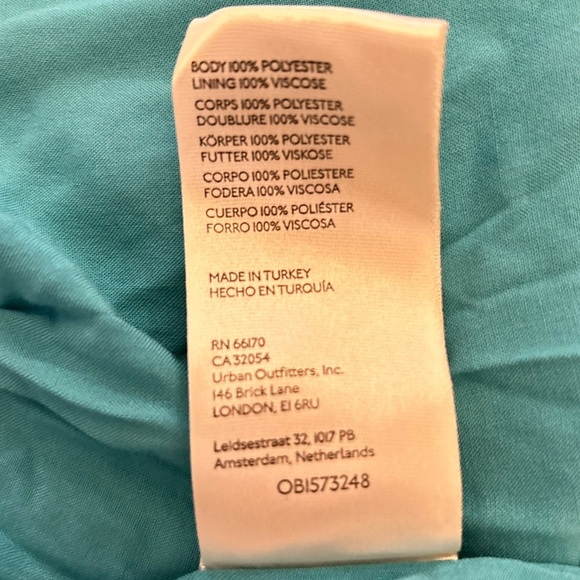 BODY 100% POLYESTER
LINING 100% VISCOSE
CORPS 100% POLYESTER
DOUBLURE 100% VISCOSE
KÖRPER 100% POLYESTER
FUTTER 100% VISKOSE
CORPO 100% POLIESTERE
FODERA 100% VISCOSA
CUERPO 100% POLIÉSTER
FORRO 100% VISCOSA
MADE IN TURKEY
HECHO EN TURQUÍA
RN 66170
CA 32054
Urban Outfitters, Inc.
146 Brick Lane
LONDON, E1 6RU
Leidsestraat 32, 1017 PB
Amsterdam, Netherlands
OB1573248